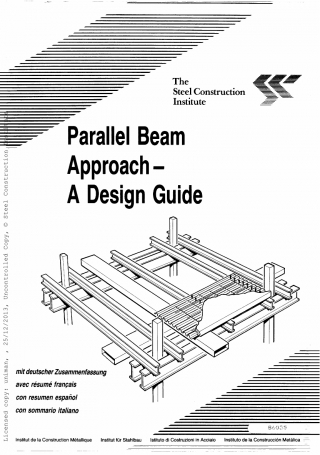 The
Steel Construction
Institute
Parallel Beam
Approach –
A Design Guide
mit deutscher Zusammenfassung
avec résumé français
con resumen español
con sommario italiano
B6025
Institut de la Construction Métallique Institut für Stahlbau Istituto di Costruzioni in Acciaio Instituto de la Construcción Metálica
Licensed copy: uniman, , 25/12/2013, Uncontrolled Copy, © Steel Construction